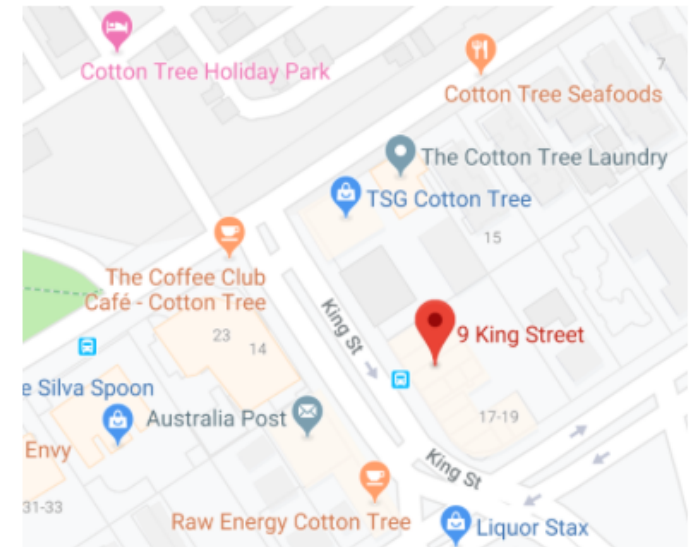 Cotton Tree Holiday Park
Cotton Tree Seafoods
7
The Cotton Tree Laundry
TSG Cotton Tree
15
The Coffee Club
Café - Cotton Tree
King St
9 King Street
23
14
e Silva Spoon
Australia Post
17-19
Envy
King St
31-33
Raw Energy Cotton Tree
Liquor Stax